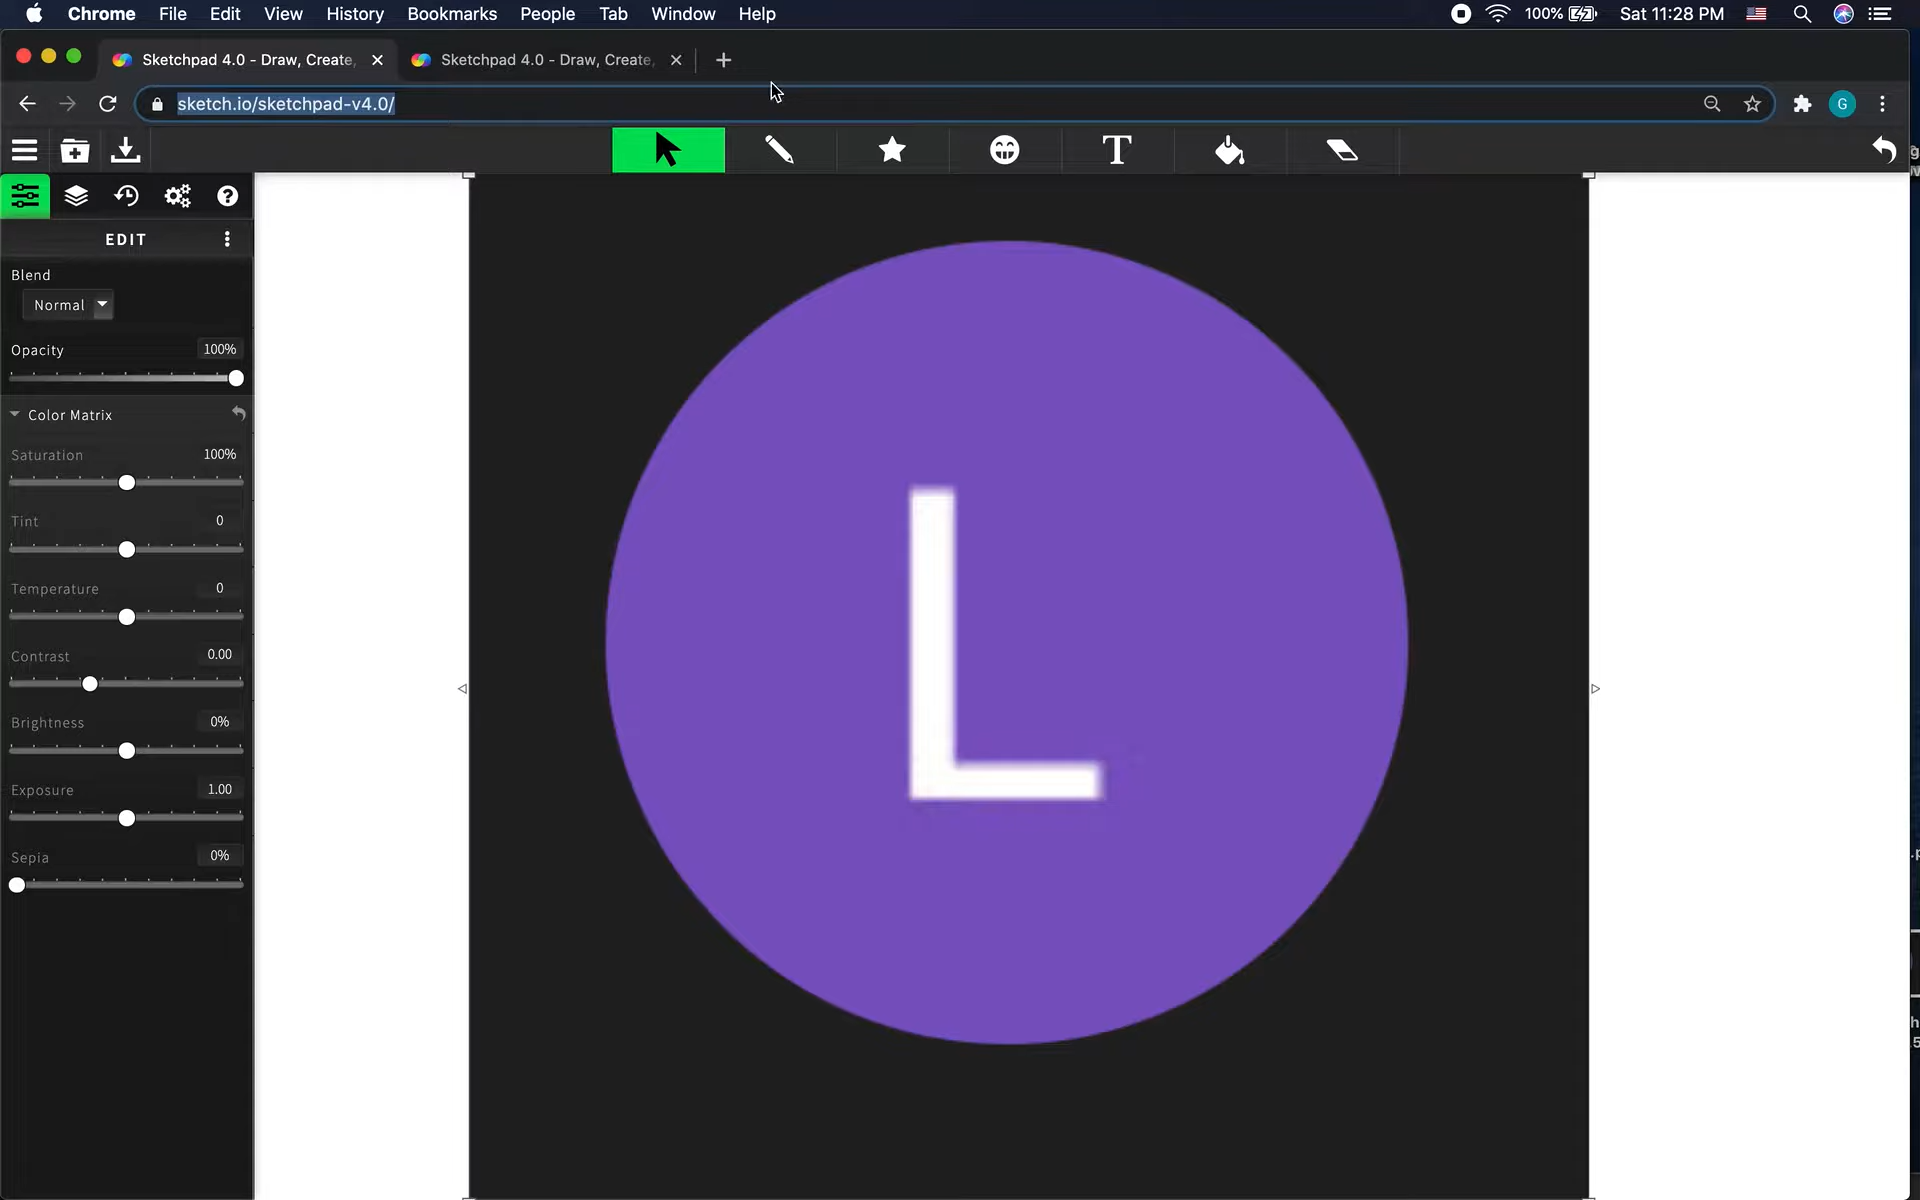 Chrome File Edit View History Bookmarks People Tab Window Help 100% Sat 11:28 PM
Sketchpad 4.0 - Draw, Create, Sketchpad 4.0 - Draw, Create,
sketch.io/sketchpad-v4.0/ G
T
EDIT
Blend
Normal
Opacity 100%
Color Matrix
Saturation 100%
Tint 0
Temperature 0
Contrast 0.00
Brightness 0%
Exposure 1.00
Sepia 0%
L